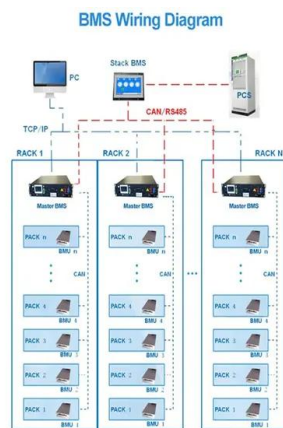 BMS Wiring Diagram
PC
Stack BMS
PCS
CAN/RS485
TCP/IP
RACK 1
RACK 2
RACK N
Master BMS
Master BMS
Master BMS
PACK n
PACK n
PACK n
BMU n
BMU n
BMU n
CAN
CAN
CAN
PACK 4
PACK 4
PACK 4
BMU 4
BMU 4
BMU 4
PACK 3
PACK 3
PACK 3
BMU 3
BMU 3
BMU 3
PACK 2
PACK 2
PACK 2
BMU 2
BMU 2
BMU 2
PACK 1
PACK 1
PACK 1
BMU 1
BMU 1
BMU 1